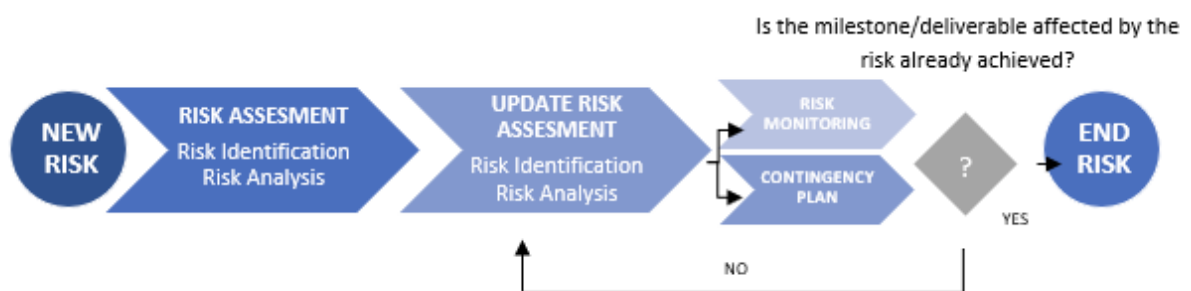 Is the milestone/deliverable affected by the
risk already achieved?
NEW
RISK
RISK ASSESMENT
Risk Identification
Risk Analysis
UPDATE RISK
ASSESMENT
Risk Identification
Risk Analysis
RISK
MONITORING
CONTINGENCY
PLAN
?
END
RISK
YES
NO